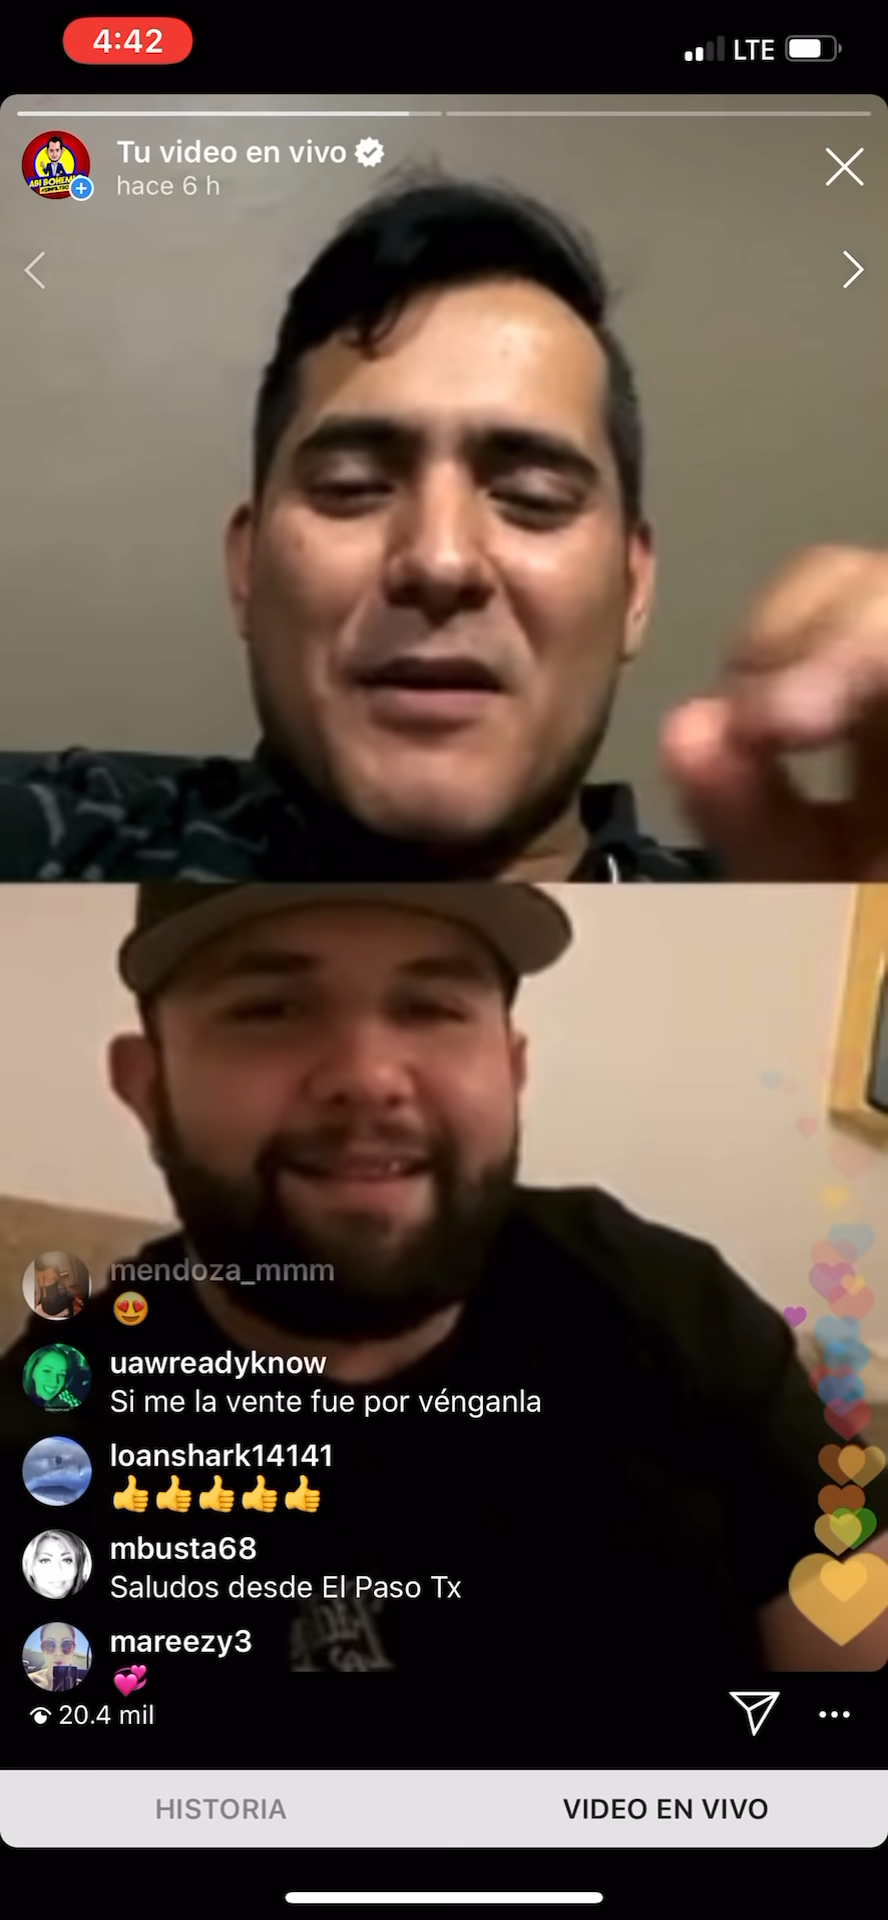 4:42
LTE
Tu video en vivo
hace 6 h
mendoza_mmm
uawreadyknow
Si me la vente fue por vénganla
loanshark14141
mbusta68
Saludos desde El Paso Tx
mareezy3
20.4 mil
HISTORIA
VIDEO EN VIVO